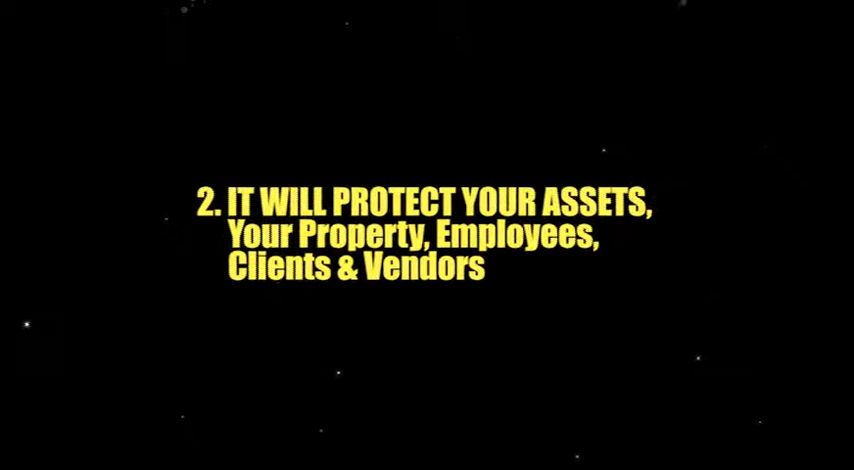 2. IT WILL PROTECT YOUR ASSETS,
Your Property, Employees,
Clients & Vendors